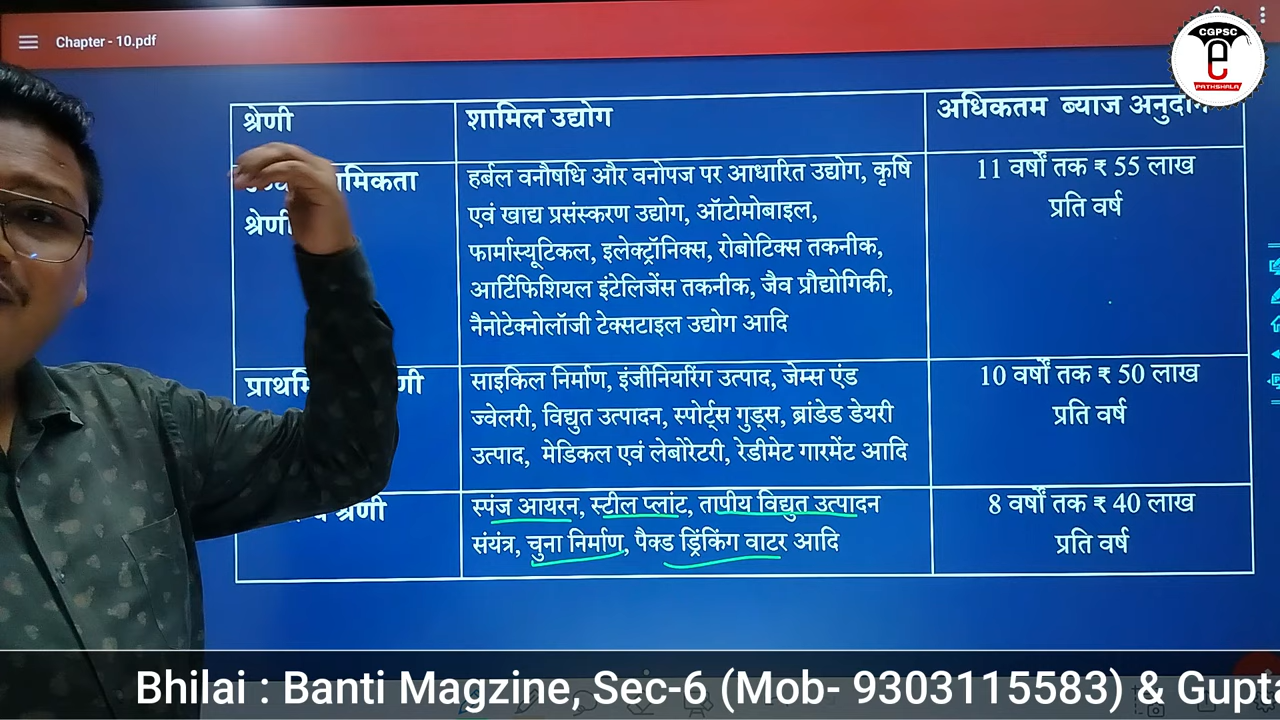 Chapter - 10.pdf
CGPSC
e
PATHSHALA
श्रेणी
शामिल उद्योग
अधिकतम ब्याज
श्रेणी
हर्बल वनौषधि और वनोपज पर आधारित उद्योग, कृषि
एवं खाद्य प्रसंस्करण उद्योग, ऑटोमोबाइल,
फार्मास्यूटिकल, इलेक्ट्रॉनिक्स, रोबोटिक्स तकनीक,
आर्टिफिशियल इंटेलिजेंस तकनीक, जैव प्रौद्योगिकी,
नैनोटेक्नोलॉजी टेक्सटाइल उद्योग आदि
11 वर्षों तक ₹ 55 लाख
प्रति वर्ष
साइकिल निर्माण, इंजीनियरिंग उत्पाद, जेम्स एंड
ज्वेलरी, विद्युत उत्पादन, स्पोर्ट्स गुड्स, ब्रांडेड डेयरी
उत्पाद, मेडिकल एवं लेबोरेटरी, रेडीमेट गारमेंट आदि
10 वर्षों तक ₹ 50 लाख
प्रति वर्ष
श्रेणी
स्पंज आयरन, स्टील प्लांट, तापीय विद्युत उत्पादन
संयंत्र, चुना निर्माण, पैक्ड ड्रिंकिंग वाटर आदि
8 वर्षों तक ₹ 40 लाख
प्रति वर्ष
Bhilai : Banti Magzine, Sec-6 (Mob- 9303115583) & Gupta